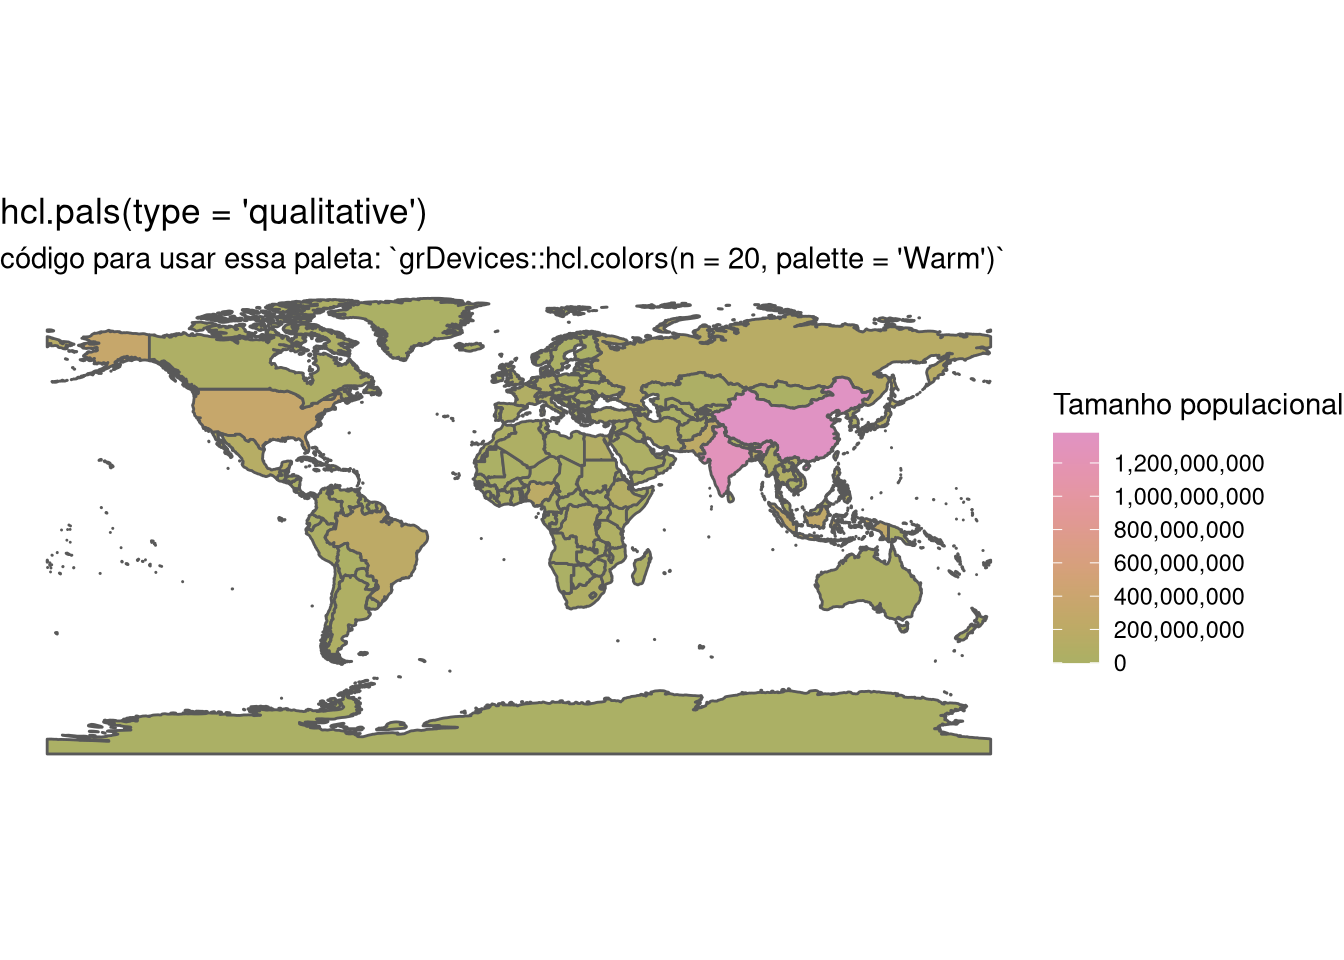 hcl.pals(type = 'qualitative')
código para usar essa paleta: `grDevices::hcl.colors(n = 20, palette = 'Warm')`
Tamanho populacional
1,200,000,000
1,000,000,000
800,000,000
600,000,000
400,000,000
200,000,000
0